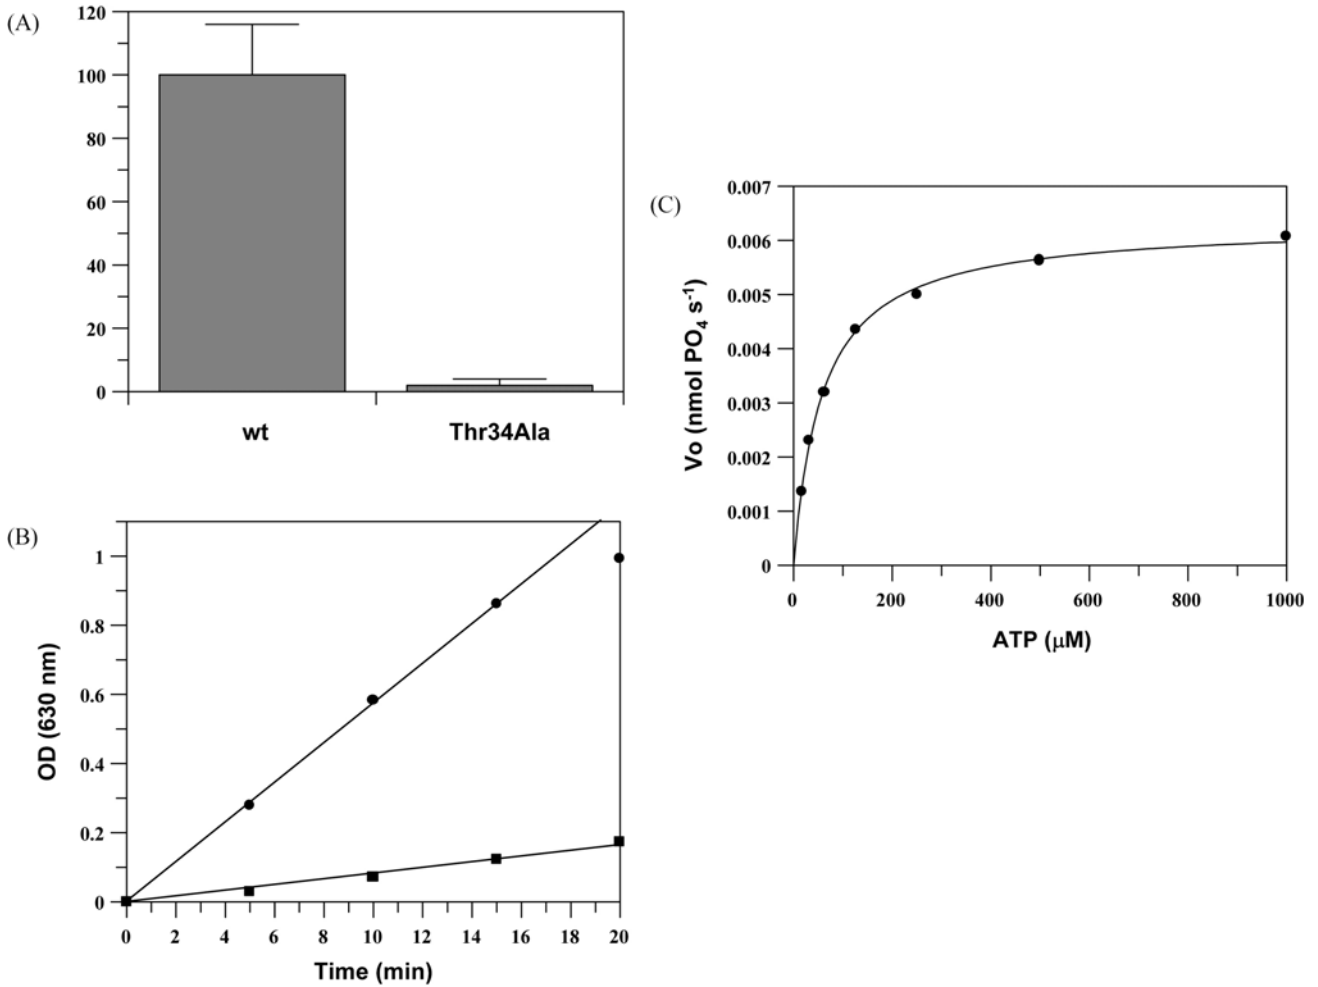 (A)
120
100
80
60
40
20
0
wt Thr34Ala
(B)
OD (630 nm)
1
0.8
0.6
0.4
0.2
0
0 2 4 6 8 10 12 14 16 18 20
Time (min)
(C)
Vo (nmol PO4 s-1)
0.007
0.006
0.005
0.004
0.003
0.002
0.001
0
0 200 400 600 800 1000
ATP (μM)